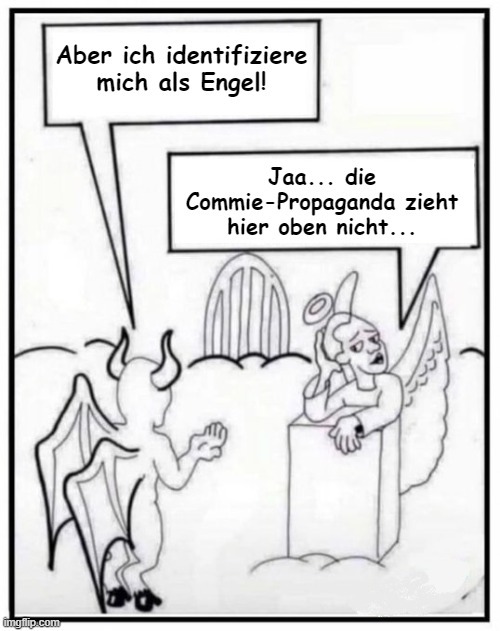 Aber ich identifiziere
mich als Engel!
Jaa... die
Commie-Propaganda zieht
hier oben nicht...
imgflip.com